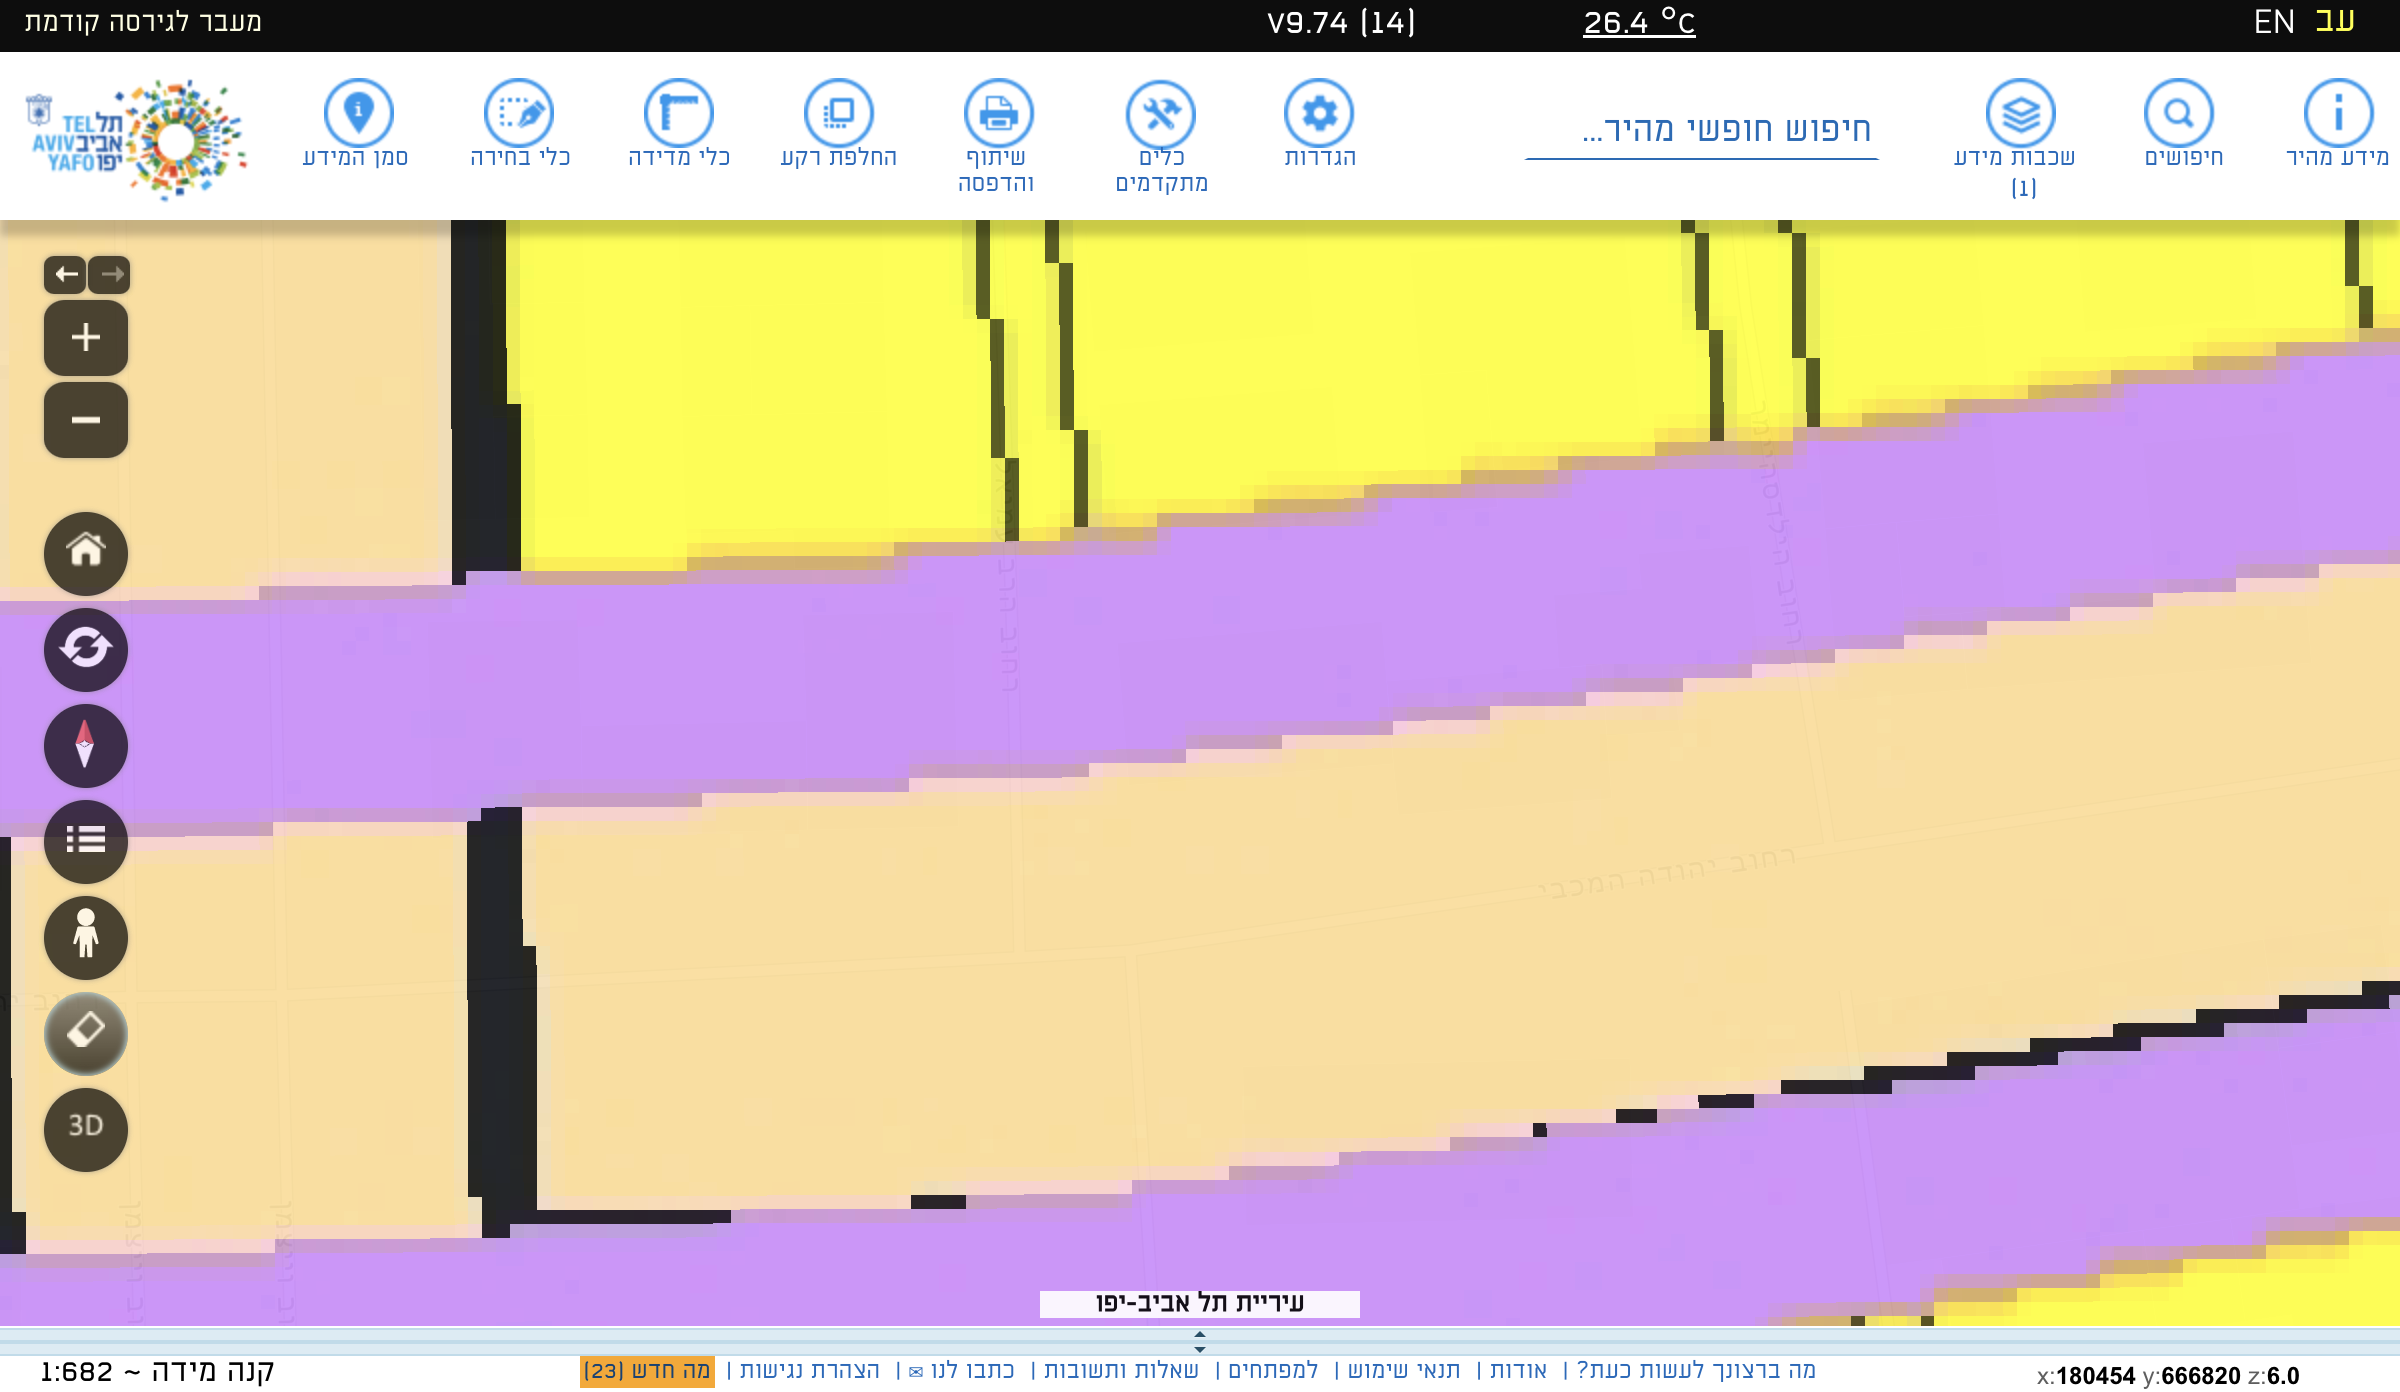 עב EN
26.4 °C
V9.74 (14)
מעבר לגירסה קודמת
מידע מהיר
חיפושים
שכבות מידע
(1)
חיפוש חופשי מהיר...
הגדרות
כלים
מתקדמים
שיתוף
והדפסה
החלפת רקע
כלי מדידה
כלי בחירה
סמן המידע
תל TEL
אביב AVIV
יפו YAFO
3D
רחוב יהודה המכבי
עיריית תל אביב-יפו
מה ברצונך לעשות כעת? | אודות | תנאי שימוש | למפתחים | שאלות ותשובות | כתבו לנו ✉ | הצהרת נגישות | מה חדש (23)
קנה מידה ~ 1:682
x:180454 y:666820 z:6.0